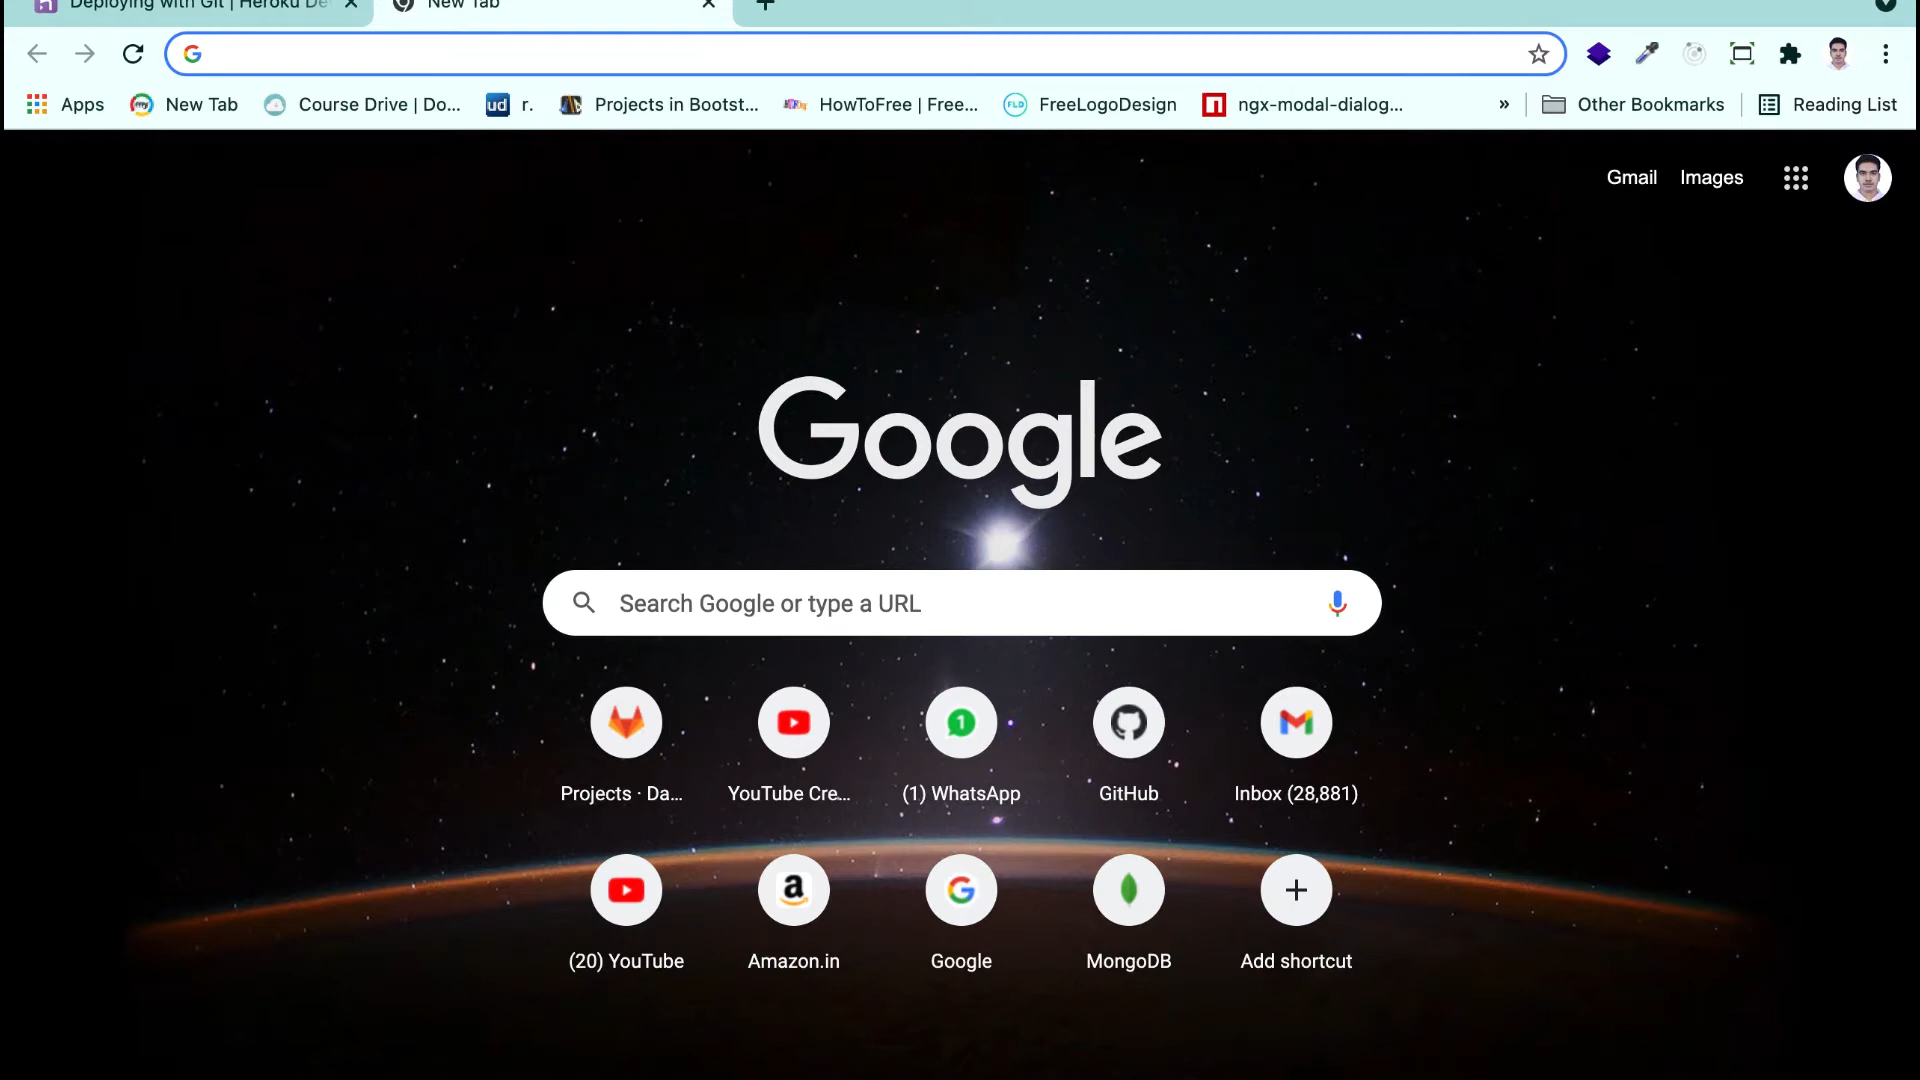 Deploying with Git | Heroku De
New Tab
Apps
New Tab
Course Drive | Do...
ud r.
Projects in Bootst...
HowToFree | Free...
FLD FreeLogoDesign
ngx-modal-dialog...
»
Other Bookmarks
Reading List
Gmail Images
Google
Search Google or type a URL
Projects · Da...
YouTube Cre...
(1) WhatsApp
GitHub
Inbox (28,881)
(20) YouTube
Amazon.in
Google
MongoDB
Add shortcut